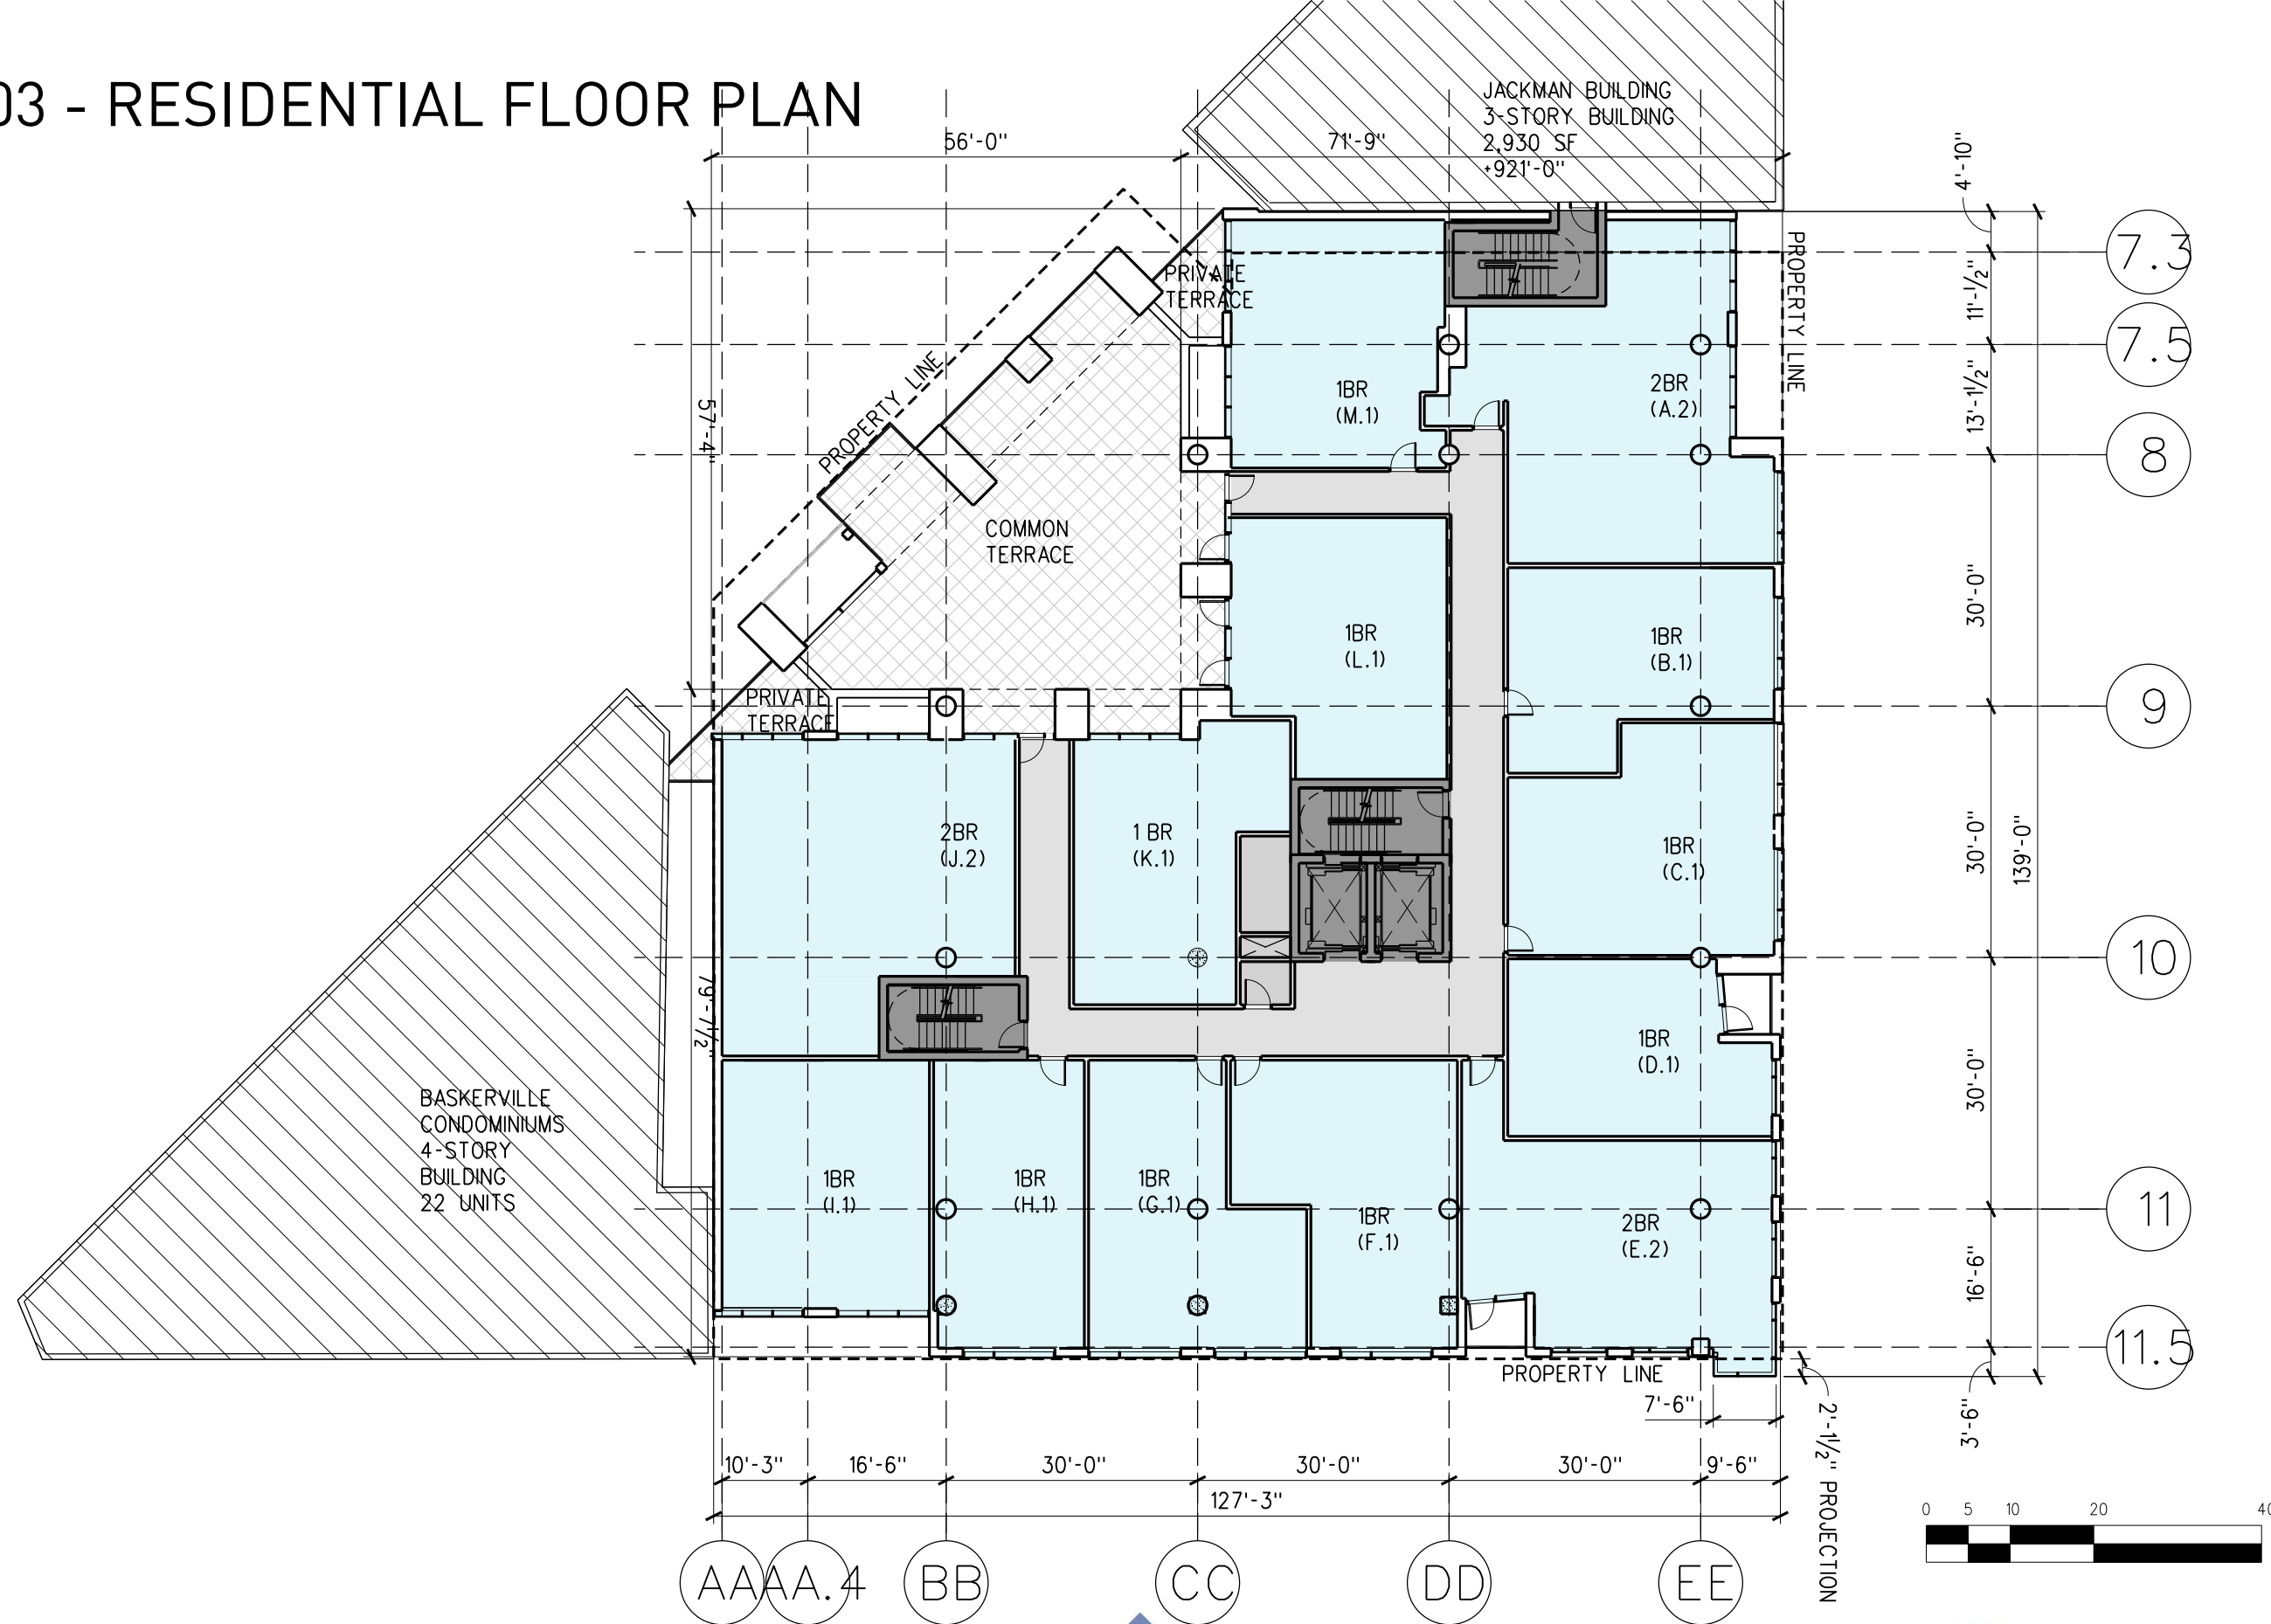 03 - RESIDENTIAL FLOOR PLAN
JACKMAN BUILDING
3-STORY BUILDING
2,930 SF
+921'-0"
56'-0"
71'-9"
4'-10"
7.3
11'-½"
7.5
13'-1½"
8
30'-0"
9
30'-0"
139'-0"
10
30'-0"
11
16'-6"
11.5
3'-6"
PROPERTY LINE
PROPERTY LINE
57'-4"
PRIVATE
TERRACE
COMMON
TERRACE
PRIVATE
TERRACE
1BR
(M.1)
2BR
(A.2)
1BR
(L.1)
1BR
(B.1)
2BR
(J.2)
1 BR
(K.1)
1BR
(C.1)
79'-7½"
1BR
(D.1)
BASKERVILLE
CONDOMINIUMS
4-STORY
BUILDING
22 UNITS
1BR
(I.1)
1BR
(H.1)
1BR
(G.1)
1BR
(F.1)
2BR
(E.2)
PROPERTY LINE
7'-6"
2'-1½" PROJECTION
10'-3"
16'-6"
30'-0"
30'-0"
30'-0"
9'-6"
127'-3"
0 5 10 20 40
AA
AA.4
BB
CC
DD
EE